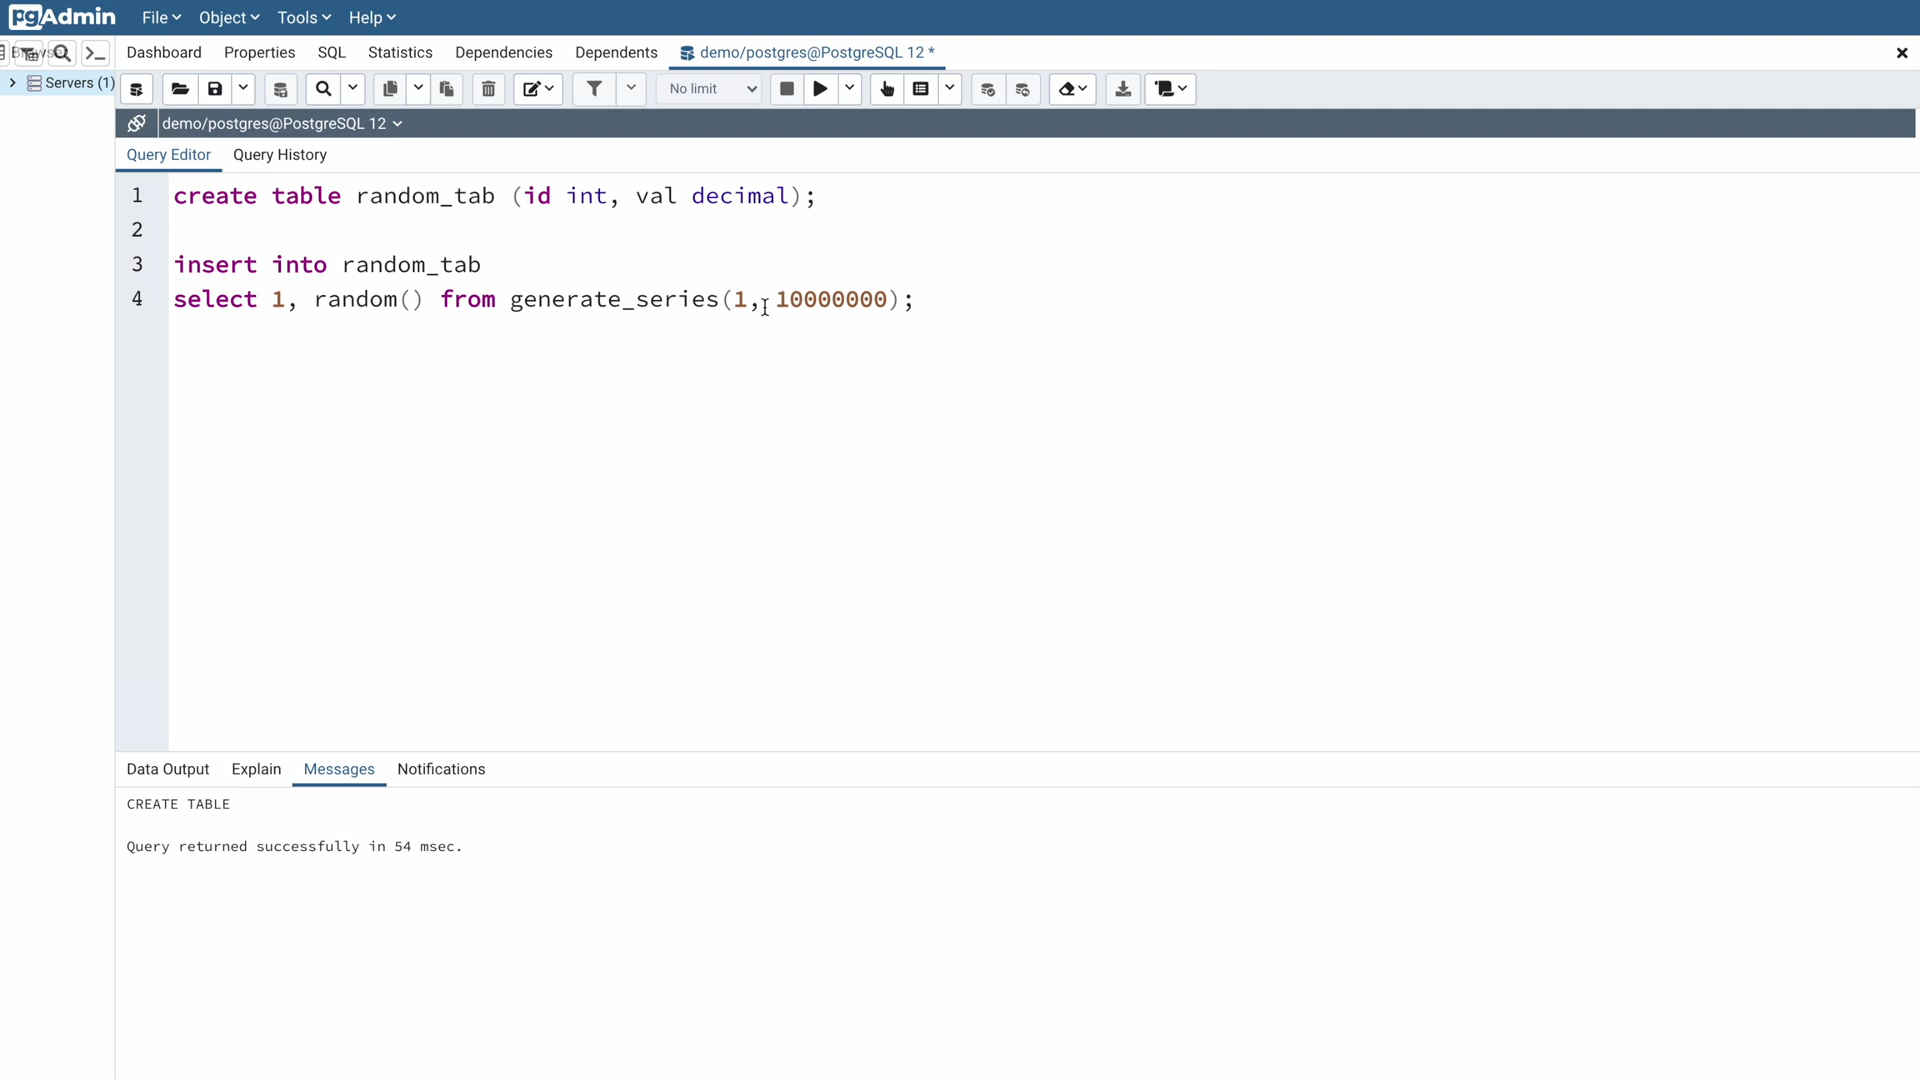 pgAdmin File Object Tools Help
Dashboard Properties SQL Statistics Dependencies Dependents demo/postgres@PostgreSQL 12 *
Servers (1)
No limit
demo/postgres@PostgreSQL 12
Query Editor Query History
1 create table random_tab (id int, val decimal);
2
3 insert into random_tab
4 select 1, random() from generate_series(1, 10000000);
Data Output Explain Messages Notifications
CREATE TABLE
Query returned successfully in 54 msec.